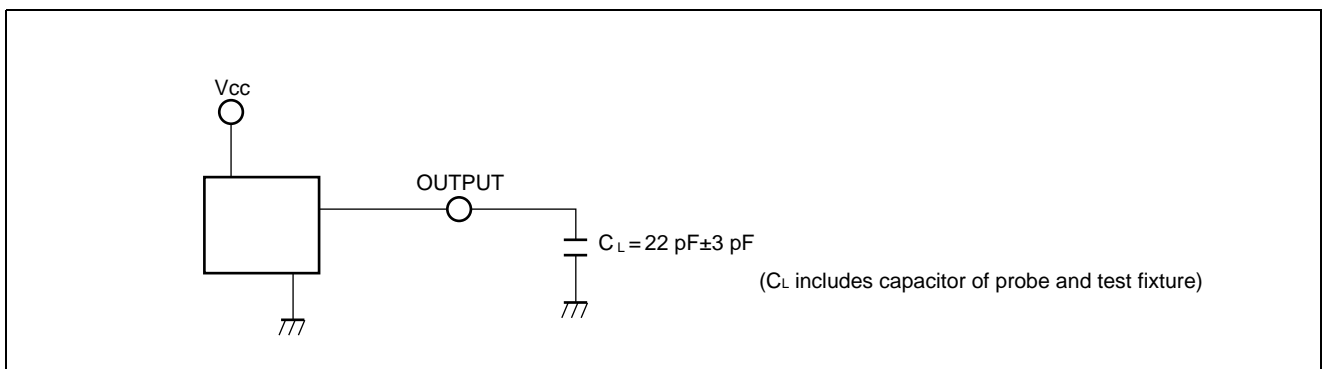 Vcc
OUTPUT
CL = 22 pF±3 pF
(CL includes capacitor of probe and test fixture)